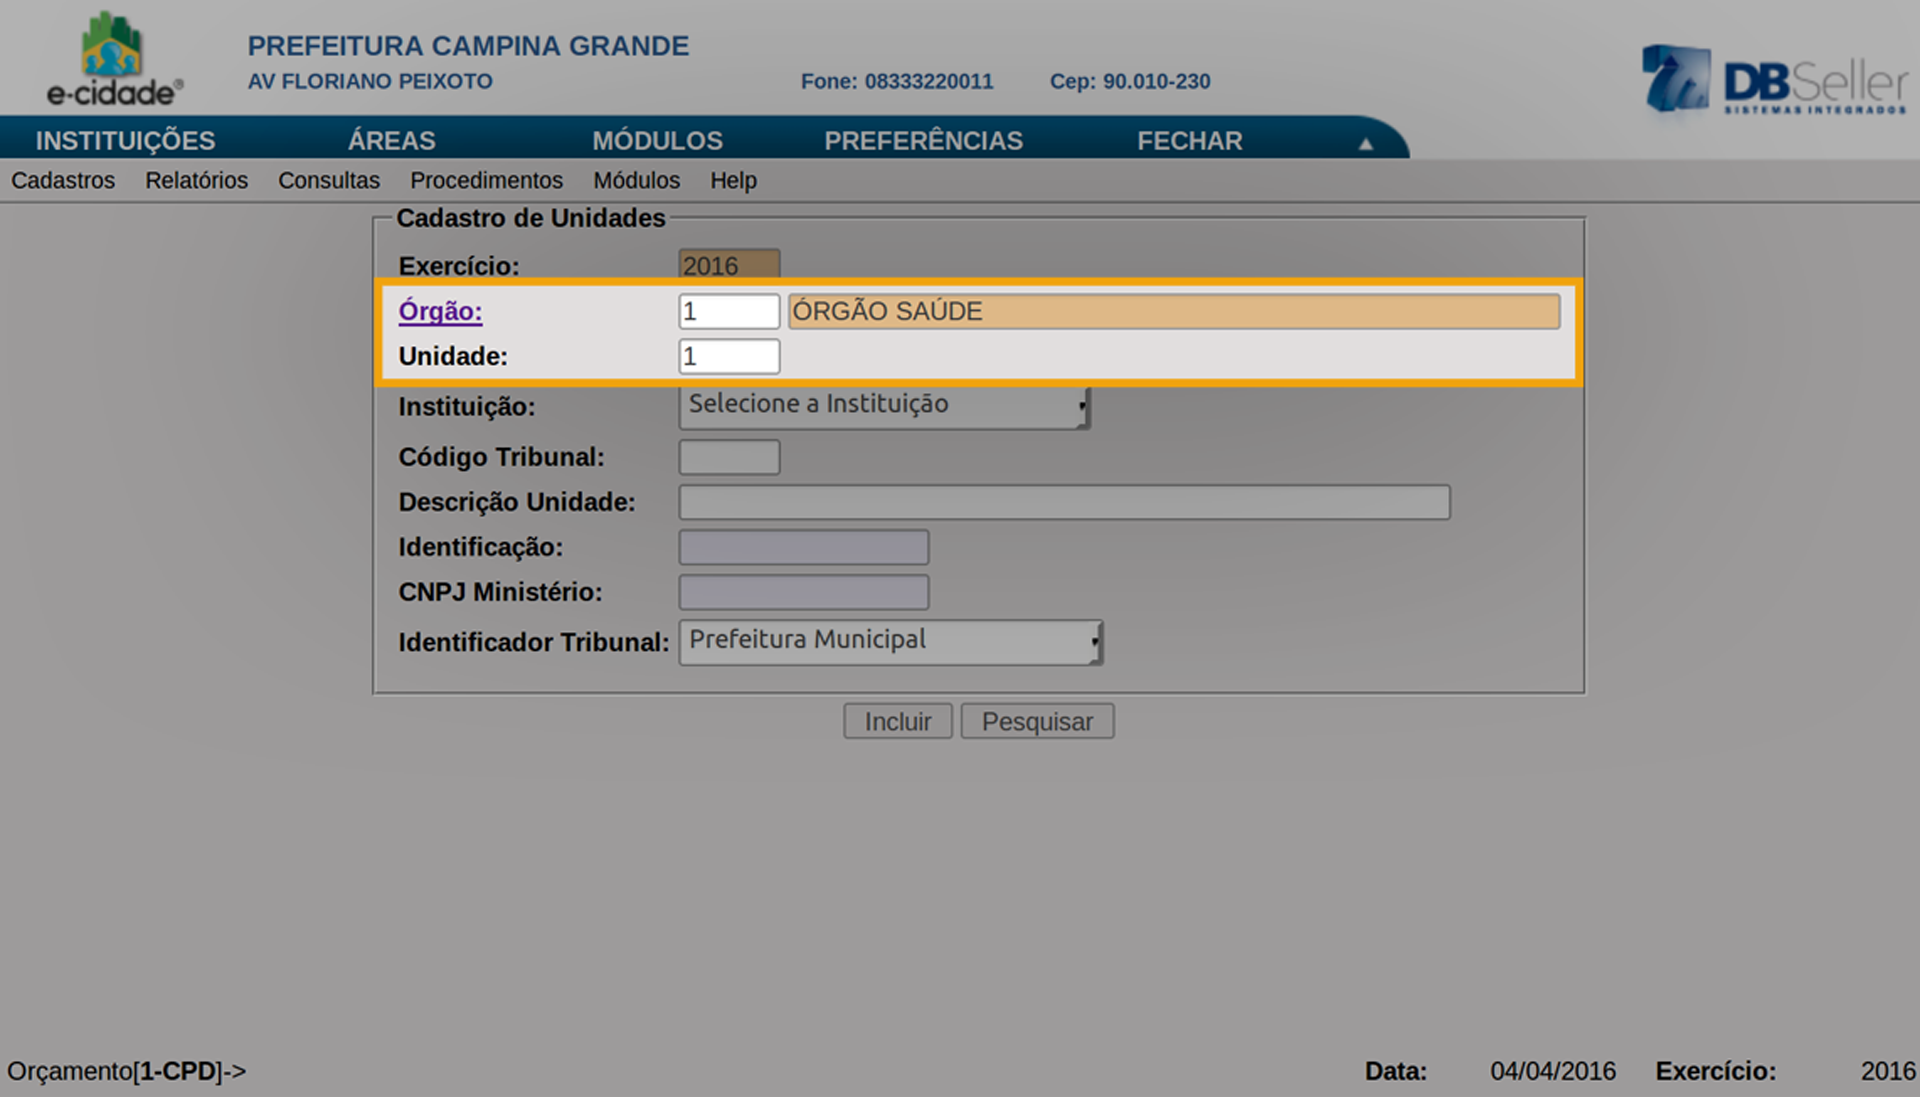 e-cidade®
PREFEITURA CAMPINA GRANDE
AV FLORIANO PEIXOTO Fone: 08333220011 Cep: 90.010-230
DBSeller
SISTEMAS INTEGRADOS
INSTITUIÇÕES ÁREAS MÓDULOS PREFERÊNCIAS FECHAR ▲
Cadastros Relatórios Consultas Procedimentos Módulos Help
Cadastro de Unidades
Exercício: 2016
Órgão: 1 ÓRGÃO SAÚDE
Unidade: 1
Instituição: Selecione a Instituição
Código Tribunal:
Descrição Unidade:
Identificação:
CNPJ Ministério:
Identificador Tribunal: Prefeitura Municipal
Incluir Pesquisar
Orçamento[1-CPD]-> Data: 04/04/2016 Exercício: 2016